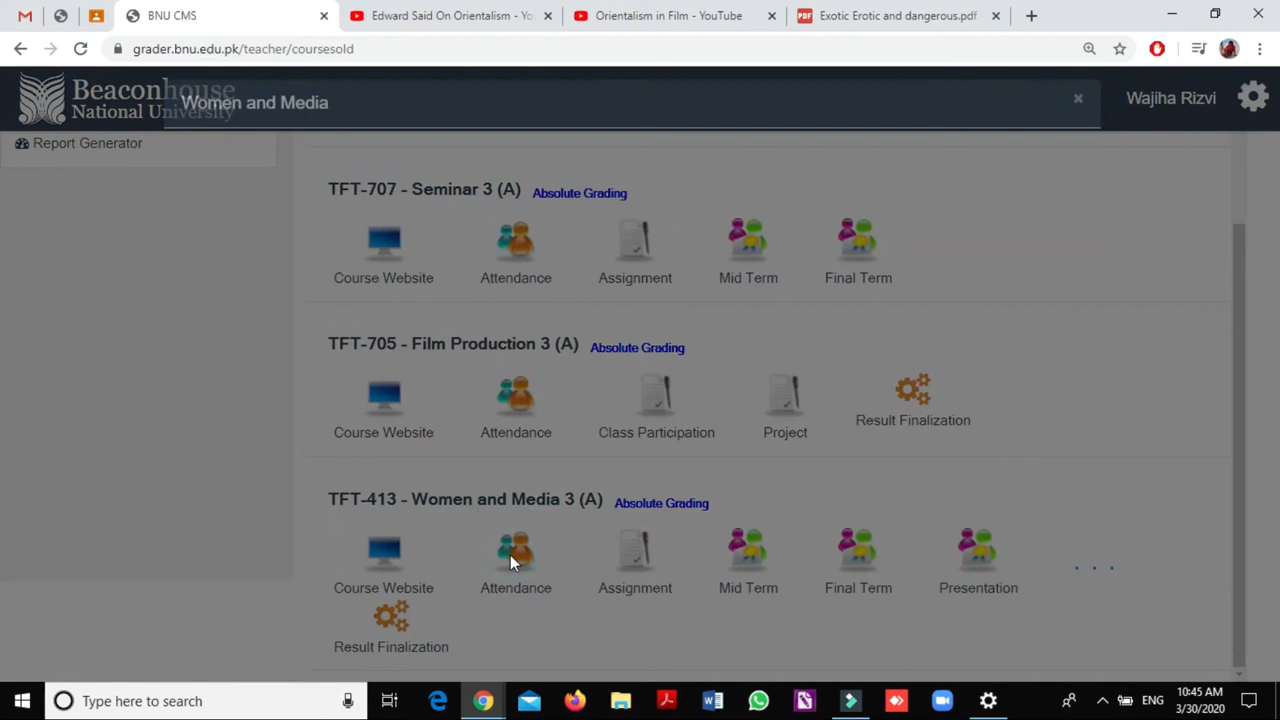 BNU CMS
Edward Said On Orientalism - Yo
Orientalism in Film - YouTube
Exotic Erotic and dangerous.pdf
grader.bnu.edu.pk/teacher/coursesold
Beaconhouse
National University
Women and Media
Wajiha Rizvi
Report Generator
TFT-707 - Seminar 3 (A) Absolute Grading
Course Website Attendance Assignment Mid Term Final Term
TFT-705 - Film Production 3 (A) Absolute Grading
Course Website Attendance Class Participation Project Result Finalization
TFT-413 - Women and Media 3 (A) Absolute Grading
Course Website Attendance Assignment Mid Term Final Term Presentation
Result Finalization
Type here to search
ENG
10:45 AM
3/30/2020